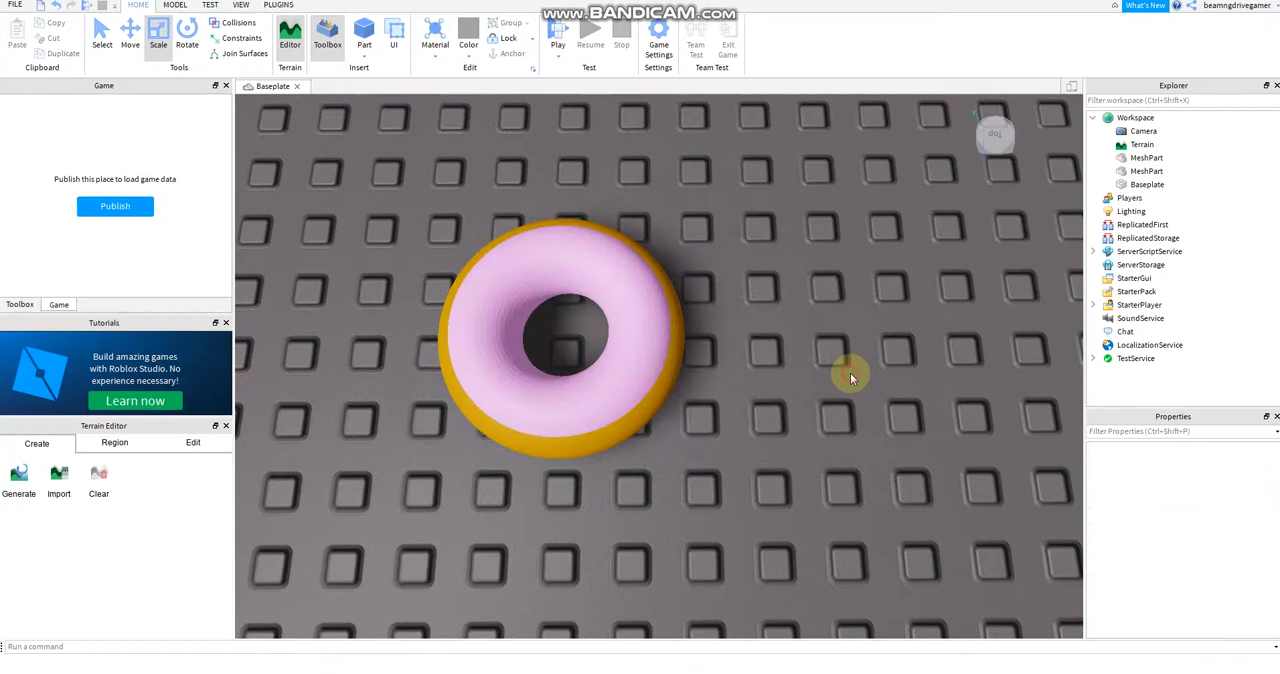 www.BANDICAM.com
FILE HOME MODEL TEST VIEW PLUGINS What's New beamngdrivegamer
Copy Collisions Group
Cut Constraints Lock
Paste Duplicate Select Move Scale Rotate Join Surfaces Editor Toolbox Part UI Material Color Anchor Play Resume Stop Game Settings Team Test Exit Game
Clipboard Tools Terrain Insert Edit Test Settings Team Test
Game Baseplate Explorer
Filter workspace (Ctrl+Shift+X)
Workspace
Camera
Terrain
MeshPart
MeshPart
Baseplate
Players
Lighting
ReplicatedFirst
ReplicatedStorage
ServerScriptService
ServerStorage
StarterGui
StarterPack
StarterPlayer
SoundService
Chat
LocalizationService
TestService
Publish this place to load game data
Publish
Toolbox Game
Tutorials
Build amazing games
with Roblox Studio. No
experience necessary!
Learn now
Terrain Editor
Create Region Edit
Generate Import Clear
Properties
Filter Properties (Ctrl+Shift+P)
Top
Y
Run a command